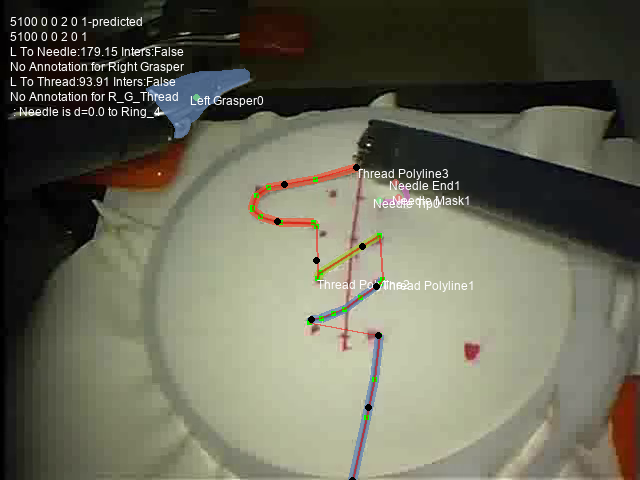 5100 0 0 2 0 1-predicted
5100 0 0 2 0 1
L To Needle:179.15 Inters:False
No Annotation for Right Grasper
L To Thread:93.91 Inters:False
No Annotation for R_G_Thread
: Needle is d=0.0 to Ring_4
Left Grasper0
Thread Polyline3
Needle End1
Needle Mask1
Needle Tip0
Thread Polyline2
Thread Polyline1